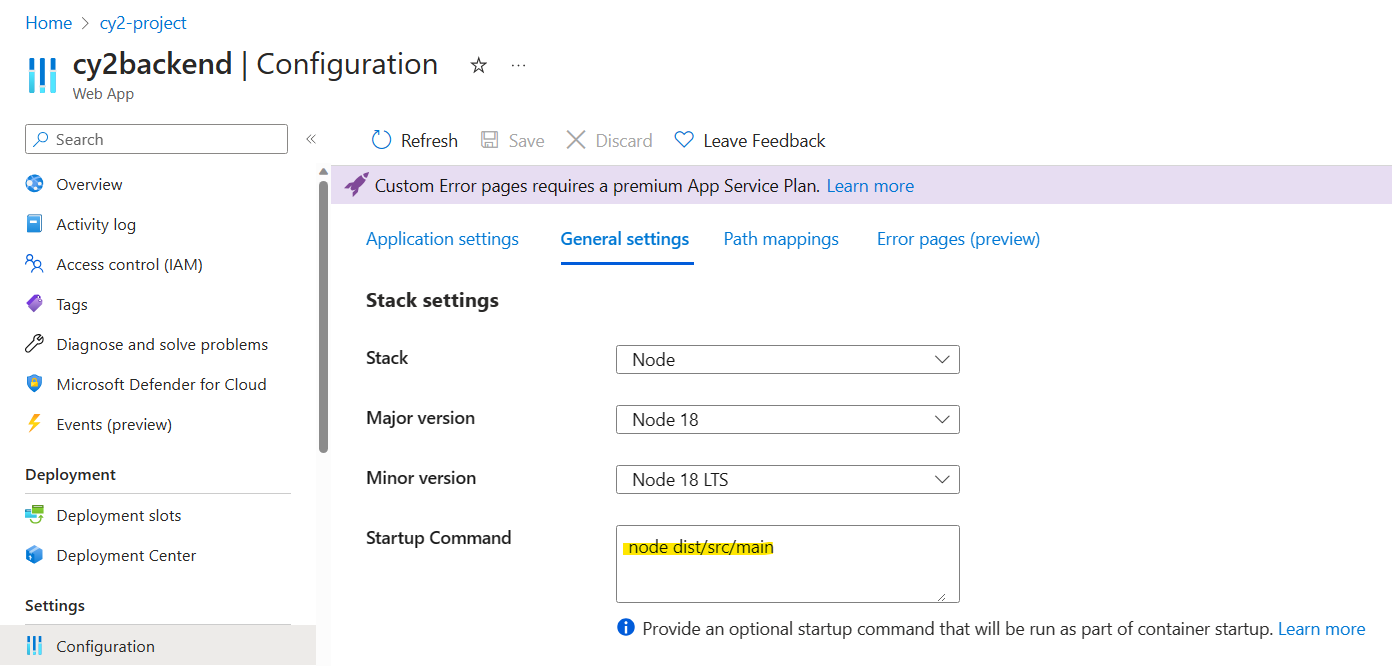 Home > cy2-project
cy2backend | Configuration
Web App
Search
Refresh Save Discard Leave Feedback
Overview
Activity log
Access control (IAM)
Tags
Diagnose and solve problems
Microsoft Defender for Cloud
Events (preview)
Deployment
Deployment slots
Deployment Center
Settings
Configuration
Custom Error pages requires a premium App Service Plan. Learn more
Application settings General settings Path mappings Error pages (preview)
Stack settings
Stack Node
Major version Node 18
Minor version Node 18 LTS
Startup Command node dist/src/main
Provide an optional startup command that will be run as part of container startup. Learn more